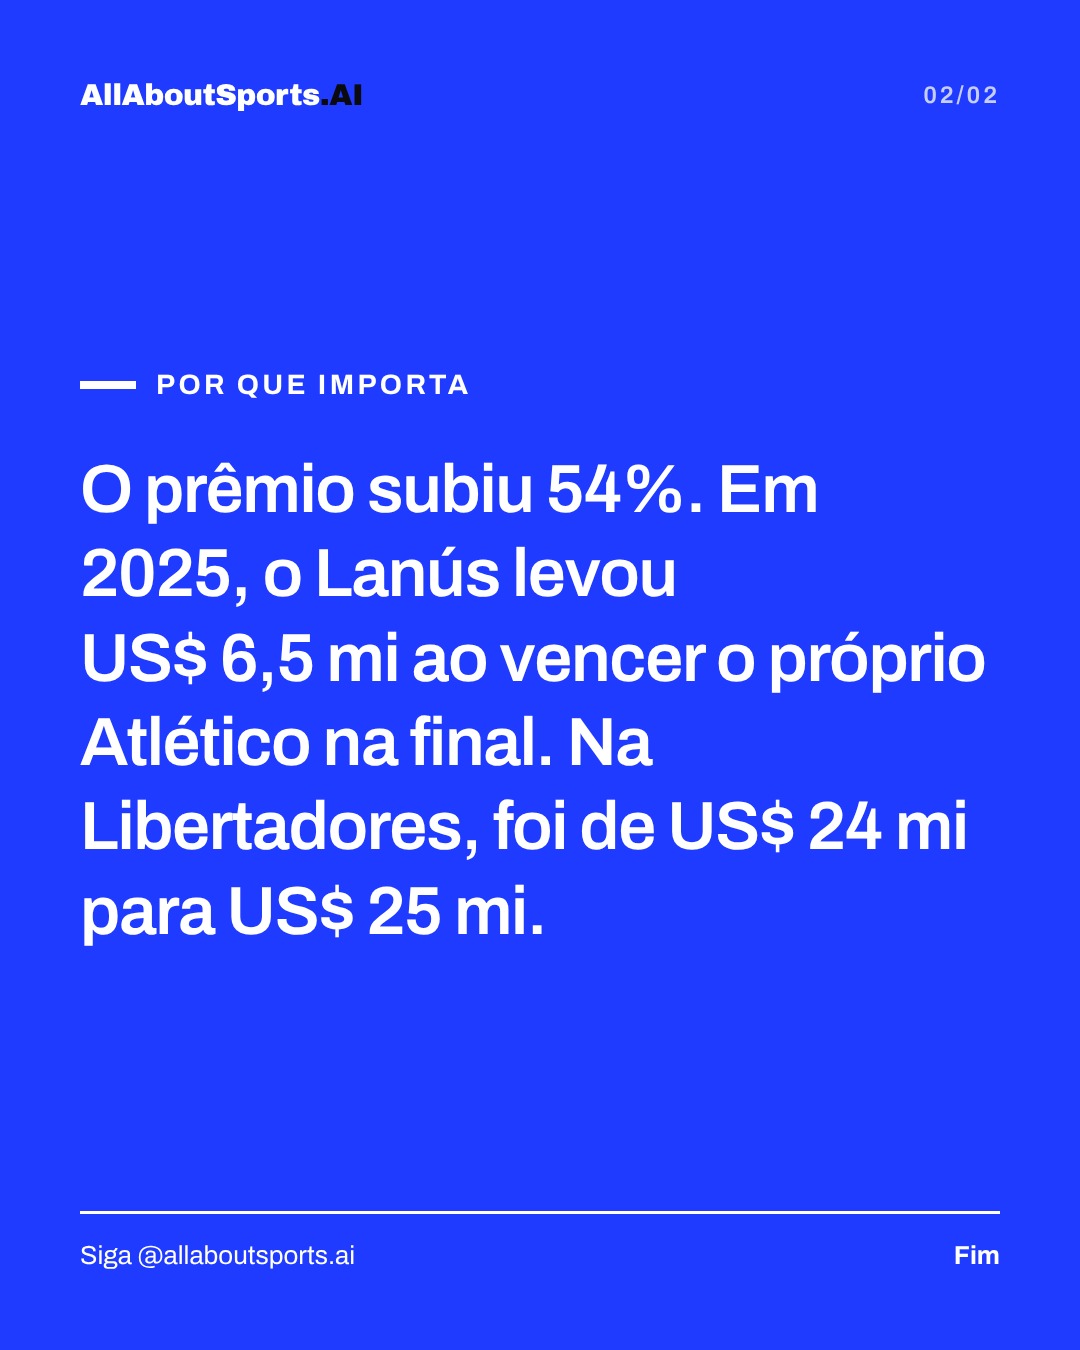 AllAboutSports.AI
02/02
POR QUE IMPORTA
O prêmio subiu 54%. Em
2025, o Lanús levou
US$ 6,5 mi ao vencer o próprio
Atlético na final. Na
Libertadores, foi de US$ 24 mi
para US$ 25 mi.
Siga @allaboutsports.ai
Fim